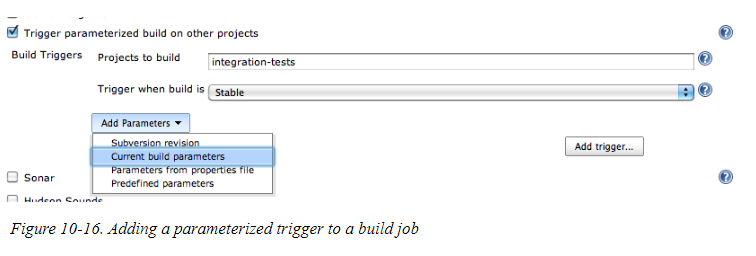 Trigger parameterized build on other projects
Build Triggers Projects to build integration-tests
Trigger when build is Stable
Add Parameters
Subversion revision
Current build parameters
Add trigger...
Parameters from properties file
Sonar
Predefined parameters
Hudson Sounds
Figure 10-16. Adding a parameterized trigger to a build job